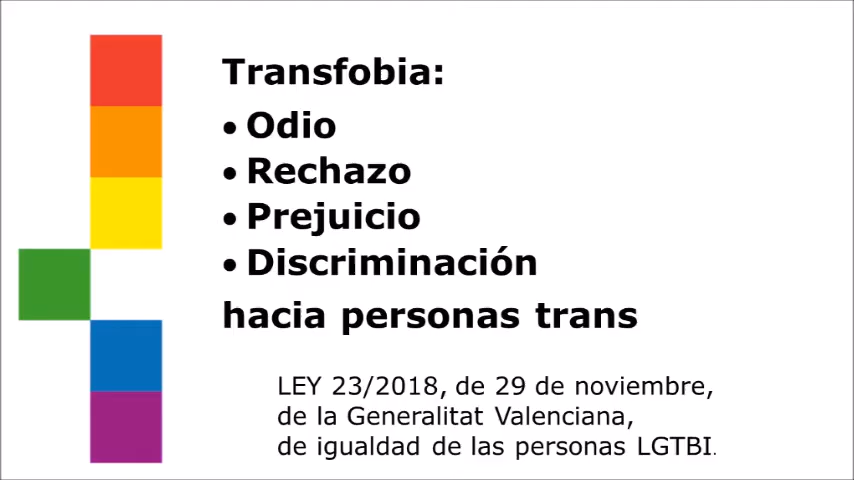 Transfobia:
• Odio
• Rechazo
• Prejuicio
• Discriminación
hacia personas trans
LEY 23/2018, de 29 de noviembre,
de la Generalitat Valenciana,
de igualdad de las personas LGTBI.